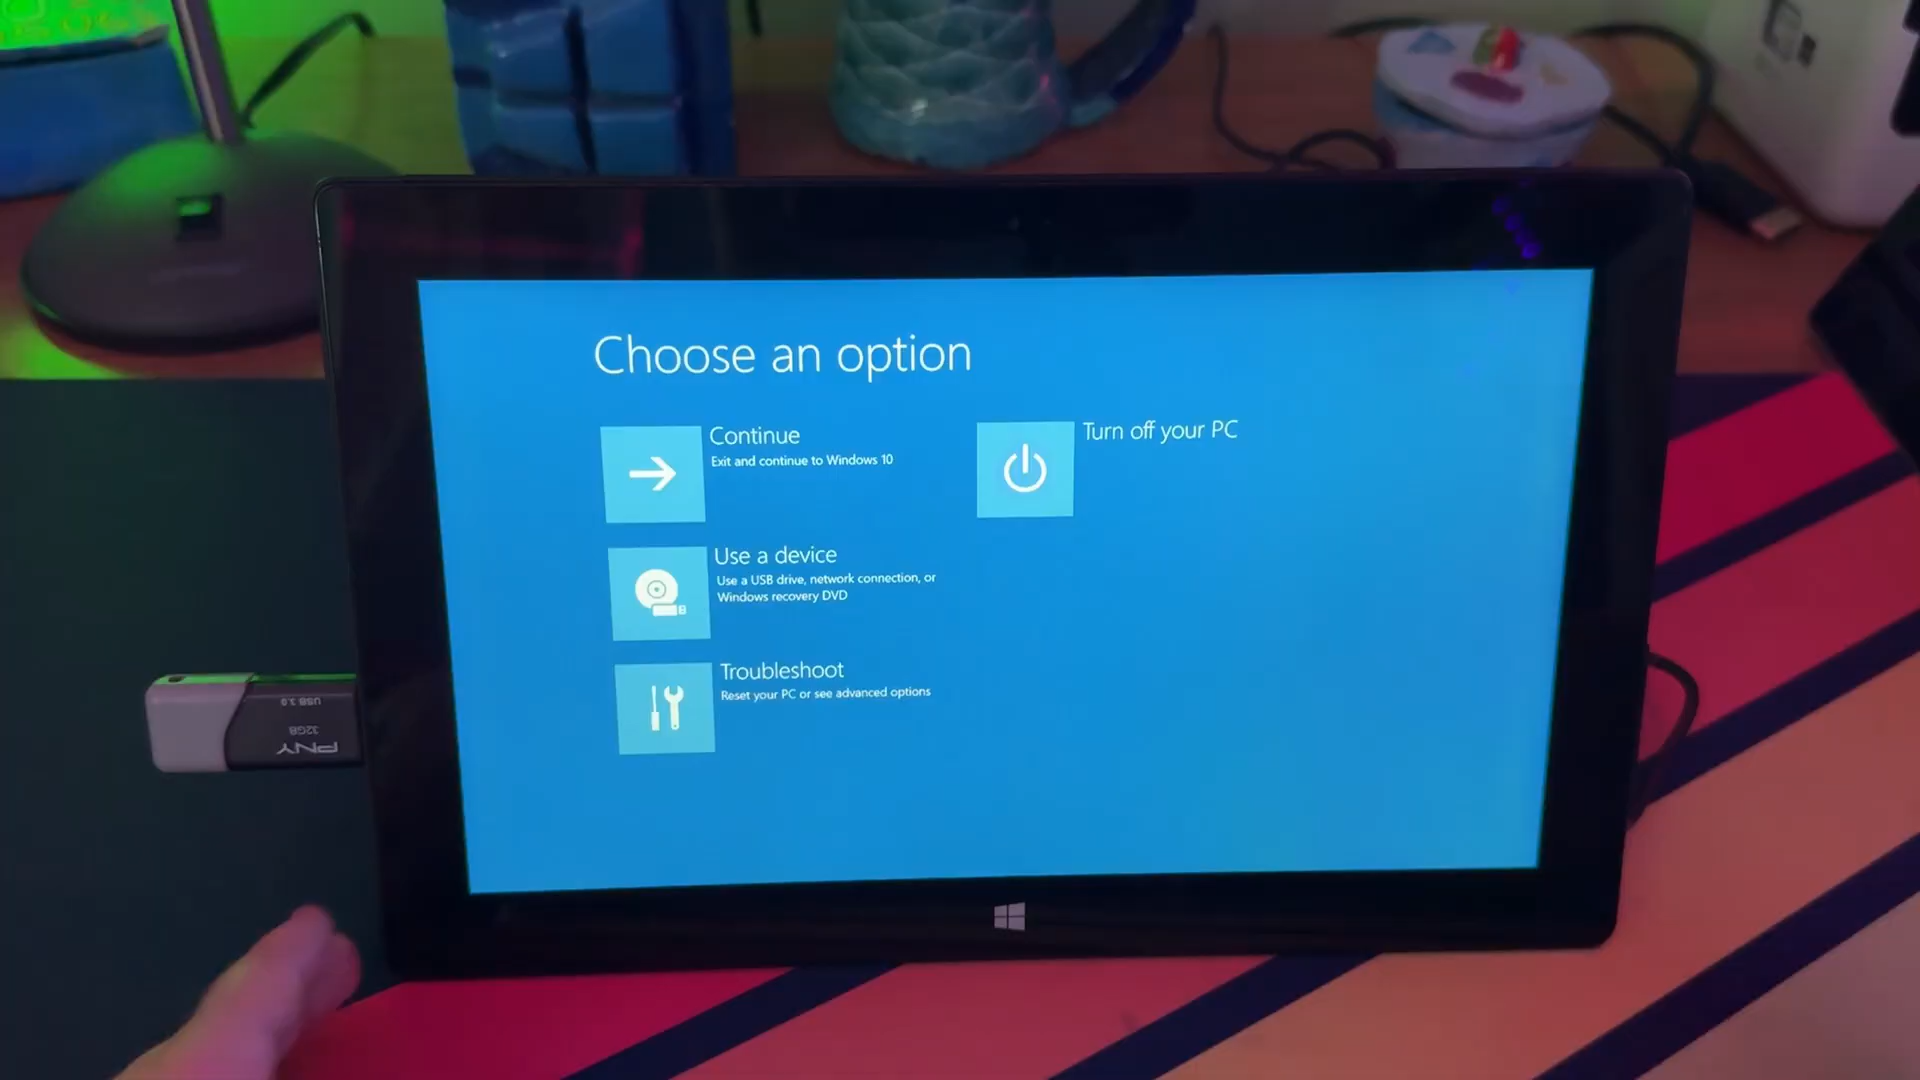 Choose an option
Continue
Exit and continue to Windows 10
Turn off your PC
Use a device
Use a USB drive, network connection, or
Windows recovery DVD
Troubleshoot
Reset your PC or see advanced options
USB 3.0
32GB
PNY